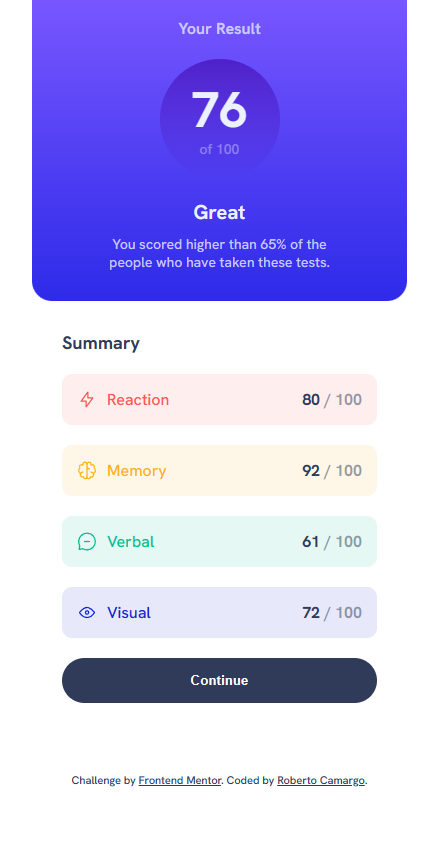 Your Result
76
of 100
Great
You scored higher than 65% of the
people who have taken these tests.
Summary
Reaction 80 / 100
Memory 92 / 100
Verbal 61 / 100
Visual 72 / 100
Continue
Challenge by Frontend Mentor. Coded by Roberto Camargo.